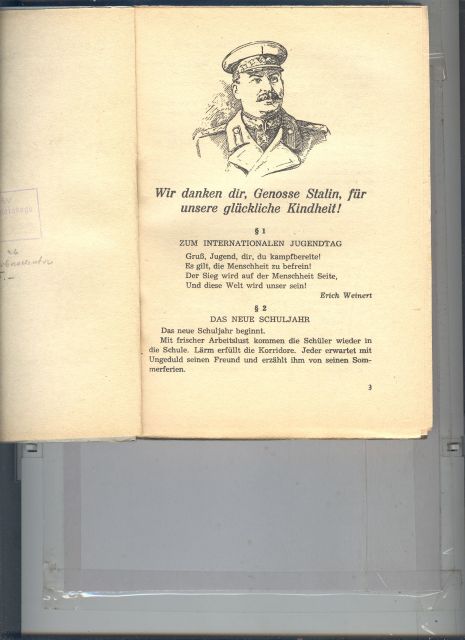 Wir danken dir, Genosse Stalin, für
unsere glückliche Kindheit!
§ 1
ZUM INTERNATIONALEN JUGENDTAG
Gruß, Jugend, dir, du kampfbereite!
Es gilt, die Menschheit zu befrein!
Der Sieg wird auf der Menschheit Seite,
Und diese Welt wird unser sein!
Erich Weinert
§ 2
DAS NEUE SCHULJAHR
Das neue Schuljahr beginnt.
Mit frischer Arbeitslust kommen die Schüler wieder in
die Schule. Lärm erfüllt die Korridore. Jeder erwartet mit
Ungeduld seinen Freund und erzählt ihm von seinen Som-
merferien.
3